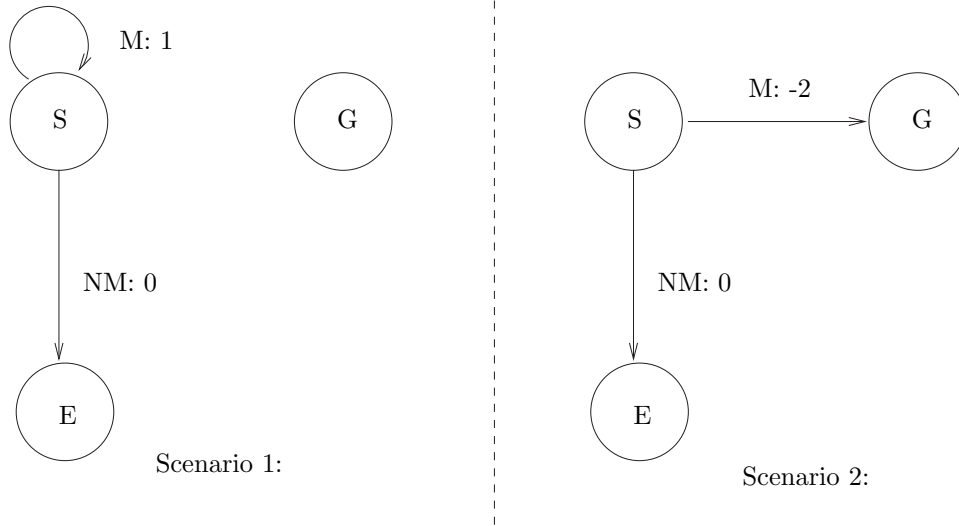 M: 1
S
G
NM: 0
E
Scenario 1:
M: -2
S
G
NM: 0
E
Scenario 2: